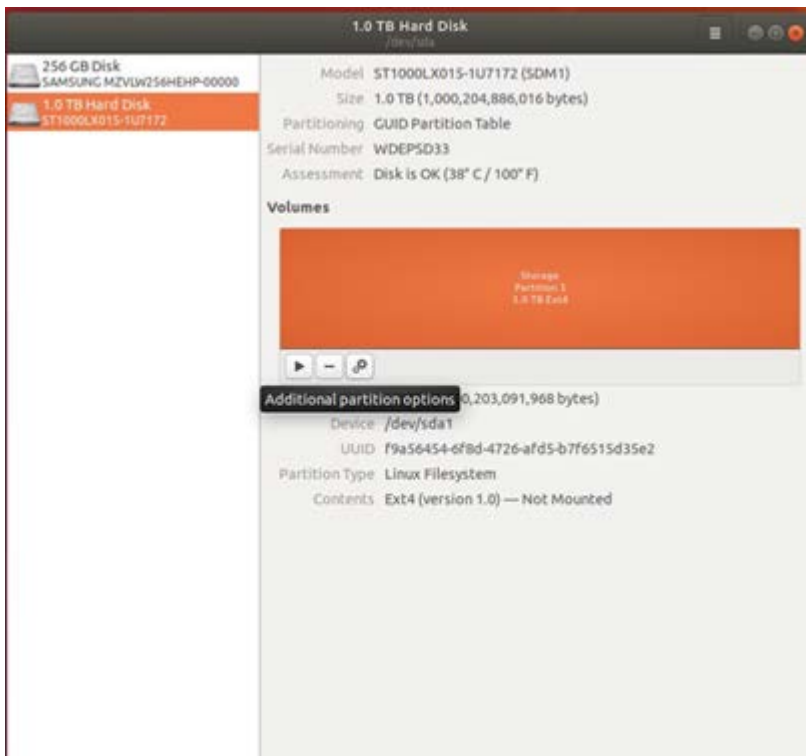 1.0 TB Hard Disk
/dev/sda
256 GB Disk
SAMSUNG MZVLW256HEHP-00000
1.0 TB Hard Disk
ST1000LX015-1U7172
Model ST1000LX015-1U7172 (SDM1)
Size 1.0 TB (1,000,204,886,016 bytes)
Partitioning GUID Partition Table
Serial Number WDEPSD33
Assessment Disk is OK (38° C / 100° F)
Volumes
Storage
Partition 1
1.0 TB Ext4
Additional partition options 0,203,091,968 bytes)
Device /dev/sda1
UUID f9a56454-6f8d-4726-afd5-b7f6515d35e2
Partition Type Linux Filesystem
Contents Ext4 (version 1.0) — Not Mounted